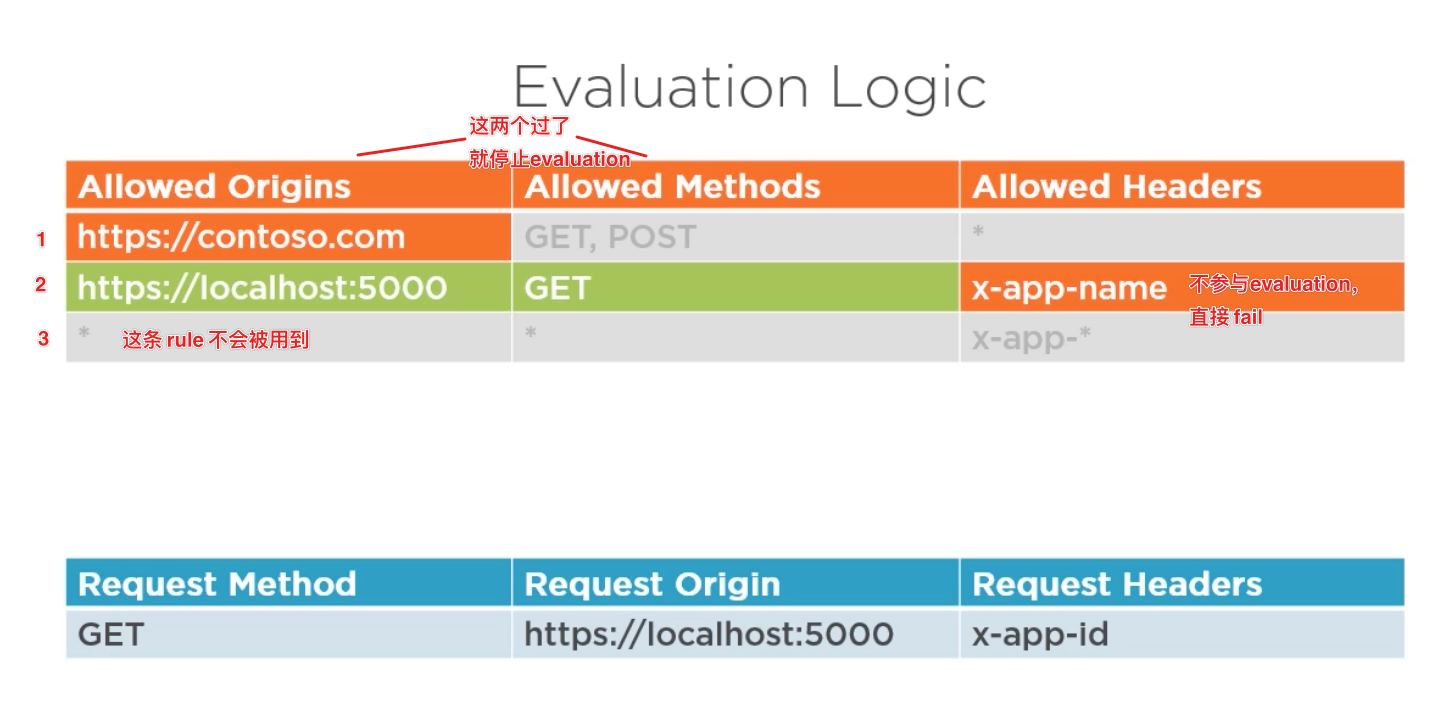 Evaluation Logic
这两个过了
就停止evaluation
Allowed Origins Allowed Methods Allowed Headers
1 https://contoso.com GET, POST *
2 https://localhost:5000 GET x-app-name 不参与evaluation,
直接 fail
3 * 这条 rule 不会被用到 * x-app-*
Request Method Request Origin Request Headers
GET https://localhost:5000 x-app-id